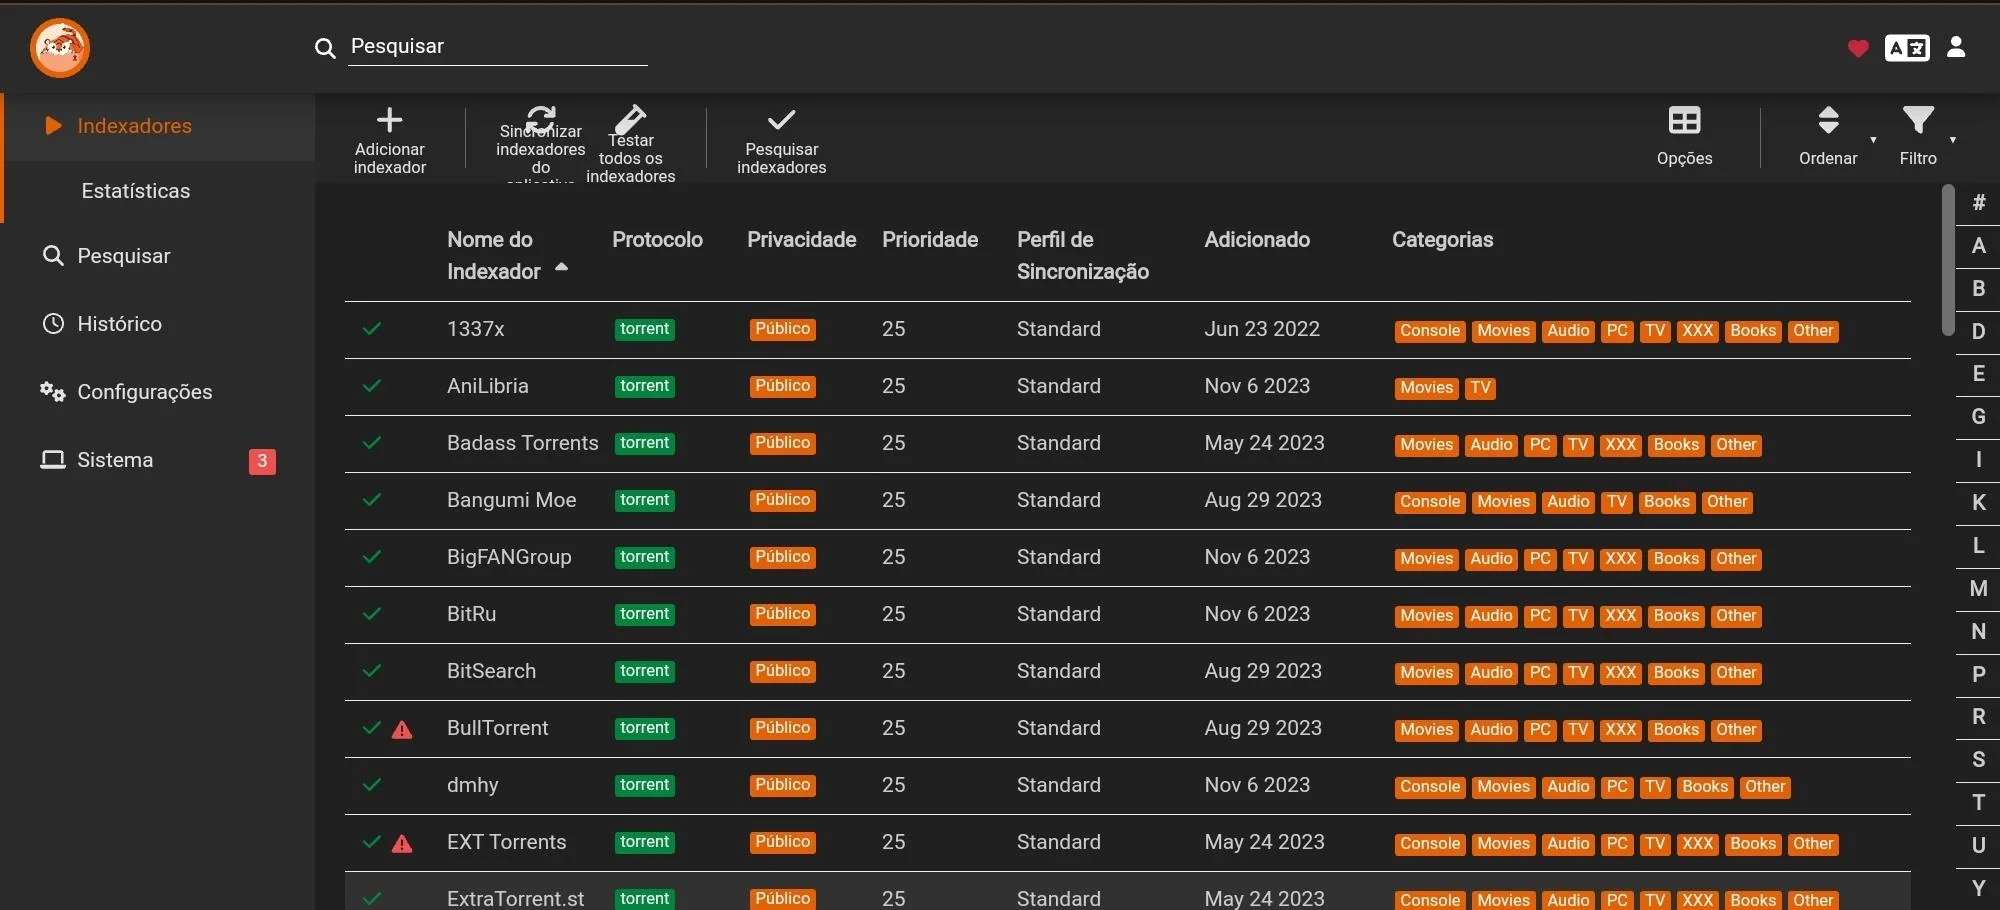 Pesquisar
Indexadores
Estatísticas
Pesquisar
Histórico
Configurações
Sistema 3
Adicionar
indexador
Sincronizar
indexadores
do
aplicativo
Testar
todos os
indexadores
Pesquisar
indexadores
Opções
Ordenar
Filtro
Nome do
Indexador
Protocolo
Privacidade
Prioridade
Perfil de
Sincronização
Adicionado
Categorias
1337x torrent Público 25 Standard Jun 23 2022 Console Movies Audio PC TV XXX Books Other
AniLibria torrent Público 25 Standard Nov 6 2023 Movies TV
Badass Torrents torrent Público 25 Standard May 24 2023 Movies Audio PC TV XXX Books Other
Bangumi Moe torrent Público 25 Standard Aug 29 2023 Console Movies Audio TV Books Other
BigFANGroup torrent Público 25 Standard Nov 6 2023 Movies Audio PC TV XXX Books Other
BitRu torrent Público 25 Standard Nov 6 2023 Movies Audio PC TV XXX Books Other
BitSearch torrent Público 25 Standard Aug 29 2023 Movies Audio PC TV XXX Books Other
BullTorrent torrent Público 25 Standard Aug 29 2023 Movies Audio PC TV XXX Books Other
dmhy torrent Público 25 Standard Nov 6 2023 Console Movies Audio PC TV Books Other
EXT Torrents torrent Público 25 Standard May 24 2023 Console Movies Audio PC TV XXX Books Other
ExtraTorrent.st torrent Público 25 Standard May 24 2023 Console Movies Audio PC TV XXX Books Other
#
A
B
D
E
G
I
K
L
M
N
P
R
S
T
U
Y